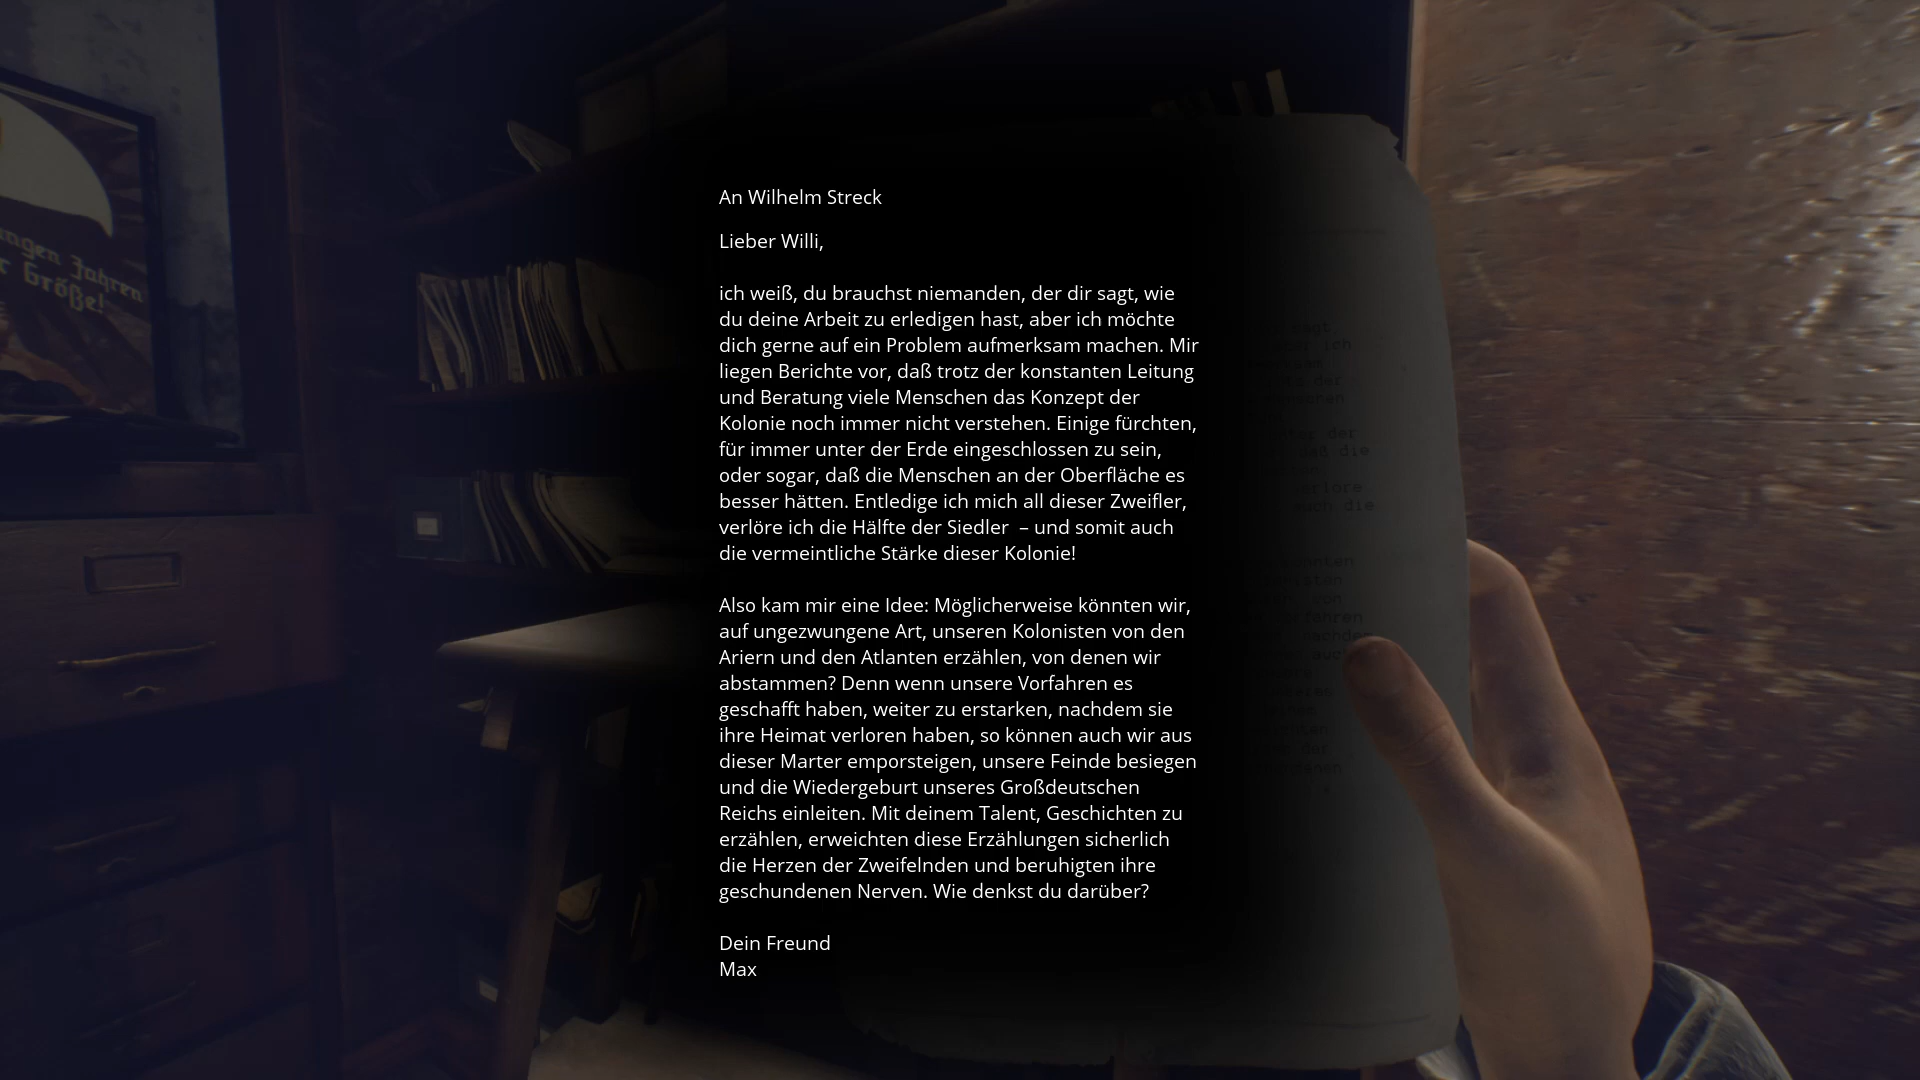 ngen Jahren
r Größe!
An Wilhelm Streck
Lieber Willi,
ich weiß, du brauchst niemanden, der dir sagt, wie
du deine Arbeit zu erledigen hast, aber ich möchte
dich gerne auf ein Problem aufmerksam machen. Mir
liegen Berichte vor, daß trotz der konstanten Leitung
und Beratung viele Menschen das Konzept der
Kolonie noch immer nicht verstehen. Einige fürchten,
für immer unter der Erde eingeschlossen zu sein,
oder sogar, daß die Menschen an der Oberfläche es
besser hätten. Entledige ich mich all dieser Zweifler,
verlöre ich die Hälfte der Siedler – und somit auch
die vermeintliche Stärke dieser Kolonie!
Also kam mir eine Idee: Möglicherweise könnten wir,
auf ungezwungene Art, unseren Kolonisten von den
Ariern und den Atlanten erzählen, von denen wir
abstammen? Denn wenn unsere Vorfahren es
geschafft haben, weiter zu erstarken, nachdem sie
ihre Heimat verloren haben, so können auch wir aus
dieser Marter emporsteigen, unsere Feinde besiegen
und die Wiedergeburt unseres Großdeutschen
Reichs einleiten. Mit deinem Talent, Geschichten zu
erzählen, erweichten diese Erzählungen sicherlich
die Herzen der Zweifelnden und beruhigten ihre
geschundenen Nerven. Wie denkst du darüber?
Dein Freund
Max